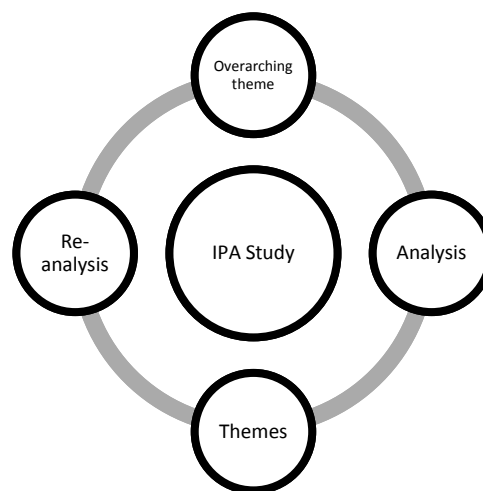 Overarching
theme
Re-
analysis
IPA Study
Analysis
Themes